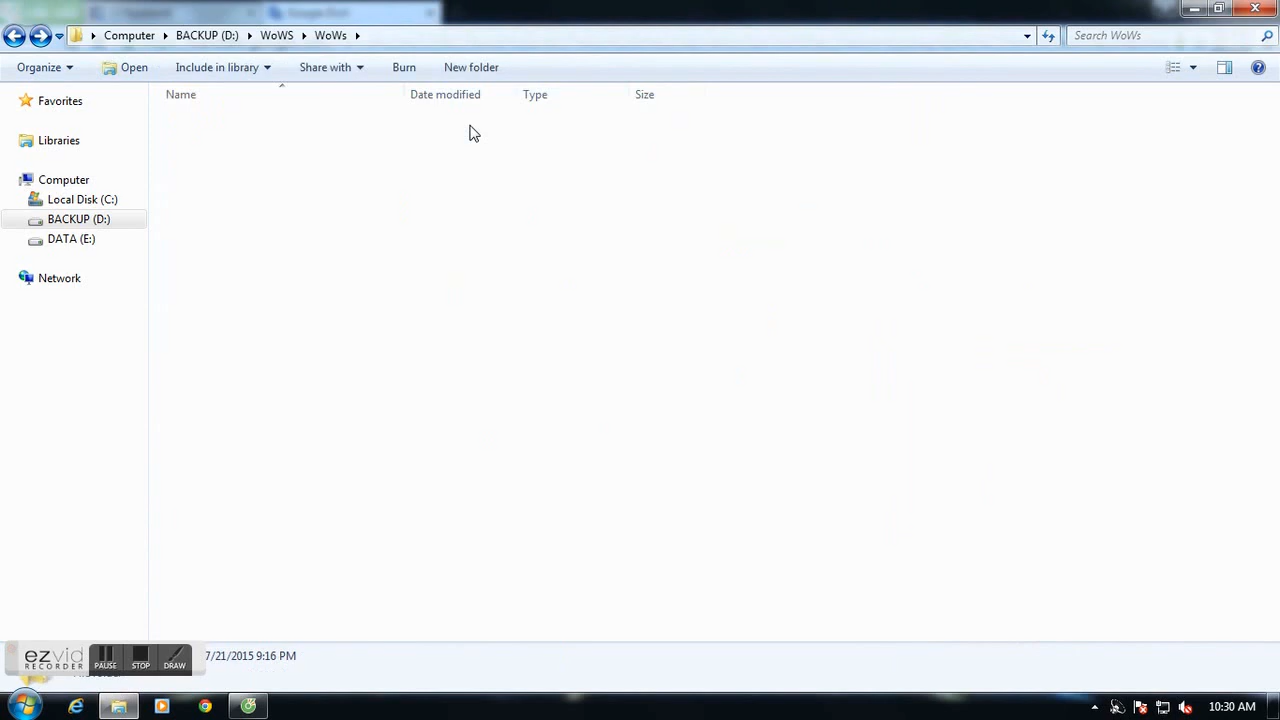 Computer BACKUP (D:) WoWS WoWs
Search WoWs
Organize Open Include in library Share with Burn New folder
Name Date modified Type Size
Favorites
Libraries
Computer
Local Disk (C:)
BACKUP (D:)
DATA (E:)
Network
ezvid
RECORDER
PAUSE STOP DRAW
7/21/2015 9:16 PM
10:30 AM